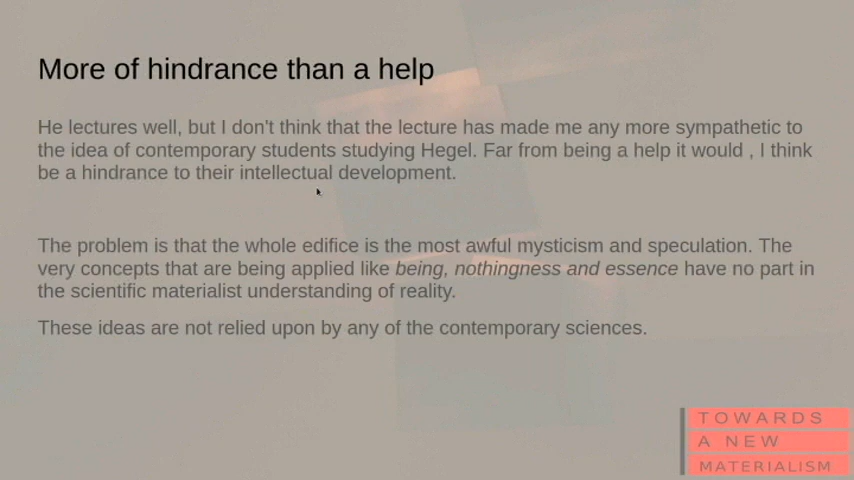 More of hindrance than a help
He lectures well, but I don't think that the lecture has made me any more sympathetic to
the idea of contemporary students studying Hegel. Far from being a help it would , I think
be a hindrance to their intellectual development.
The problem is that the whole edifice is the most awful mysticism and speculation. The
very concepts that are being applied like being, nothingness and essence have no part in
the scientific materialist understanding of reality.
These ideas are not relied upon by any of the contemporary sciences.
TOWARDS
A NEW
MATERIALISM